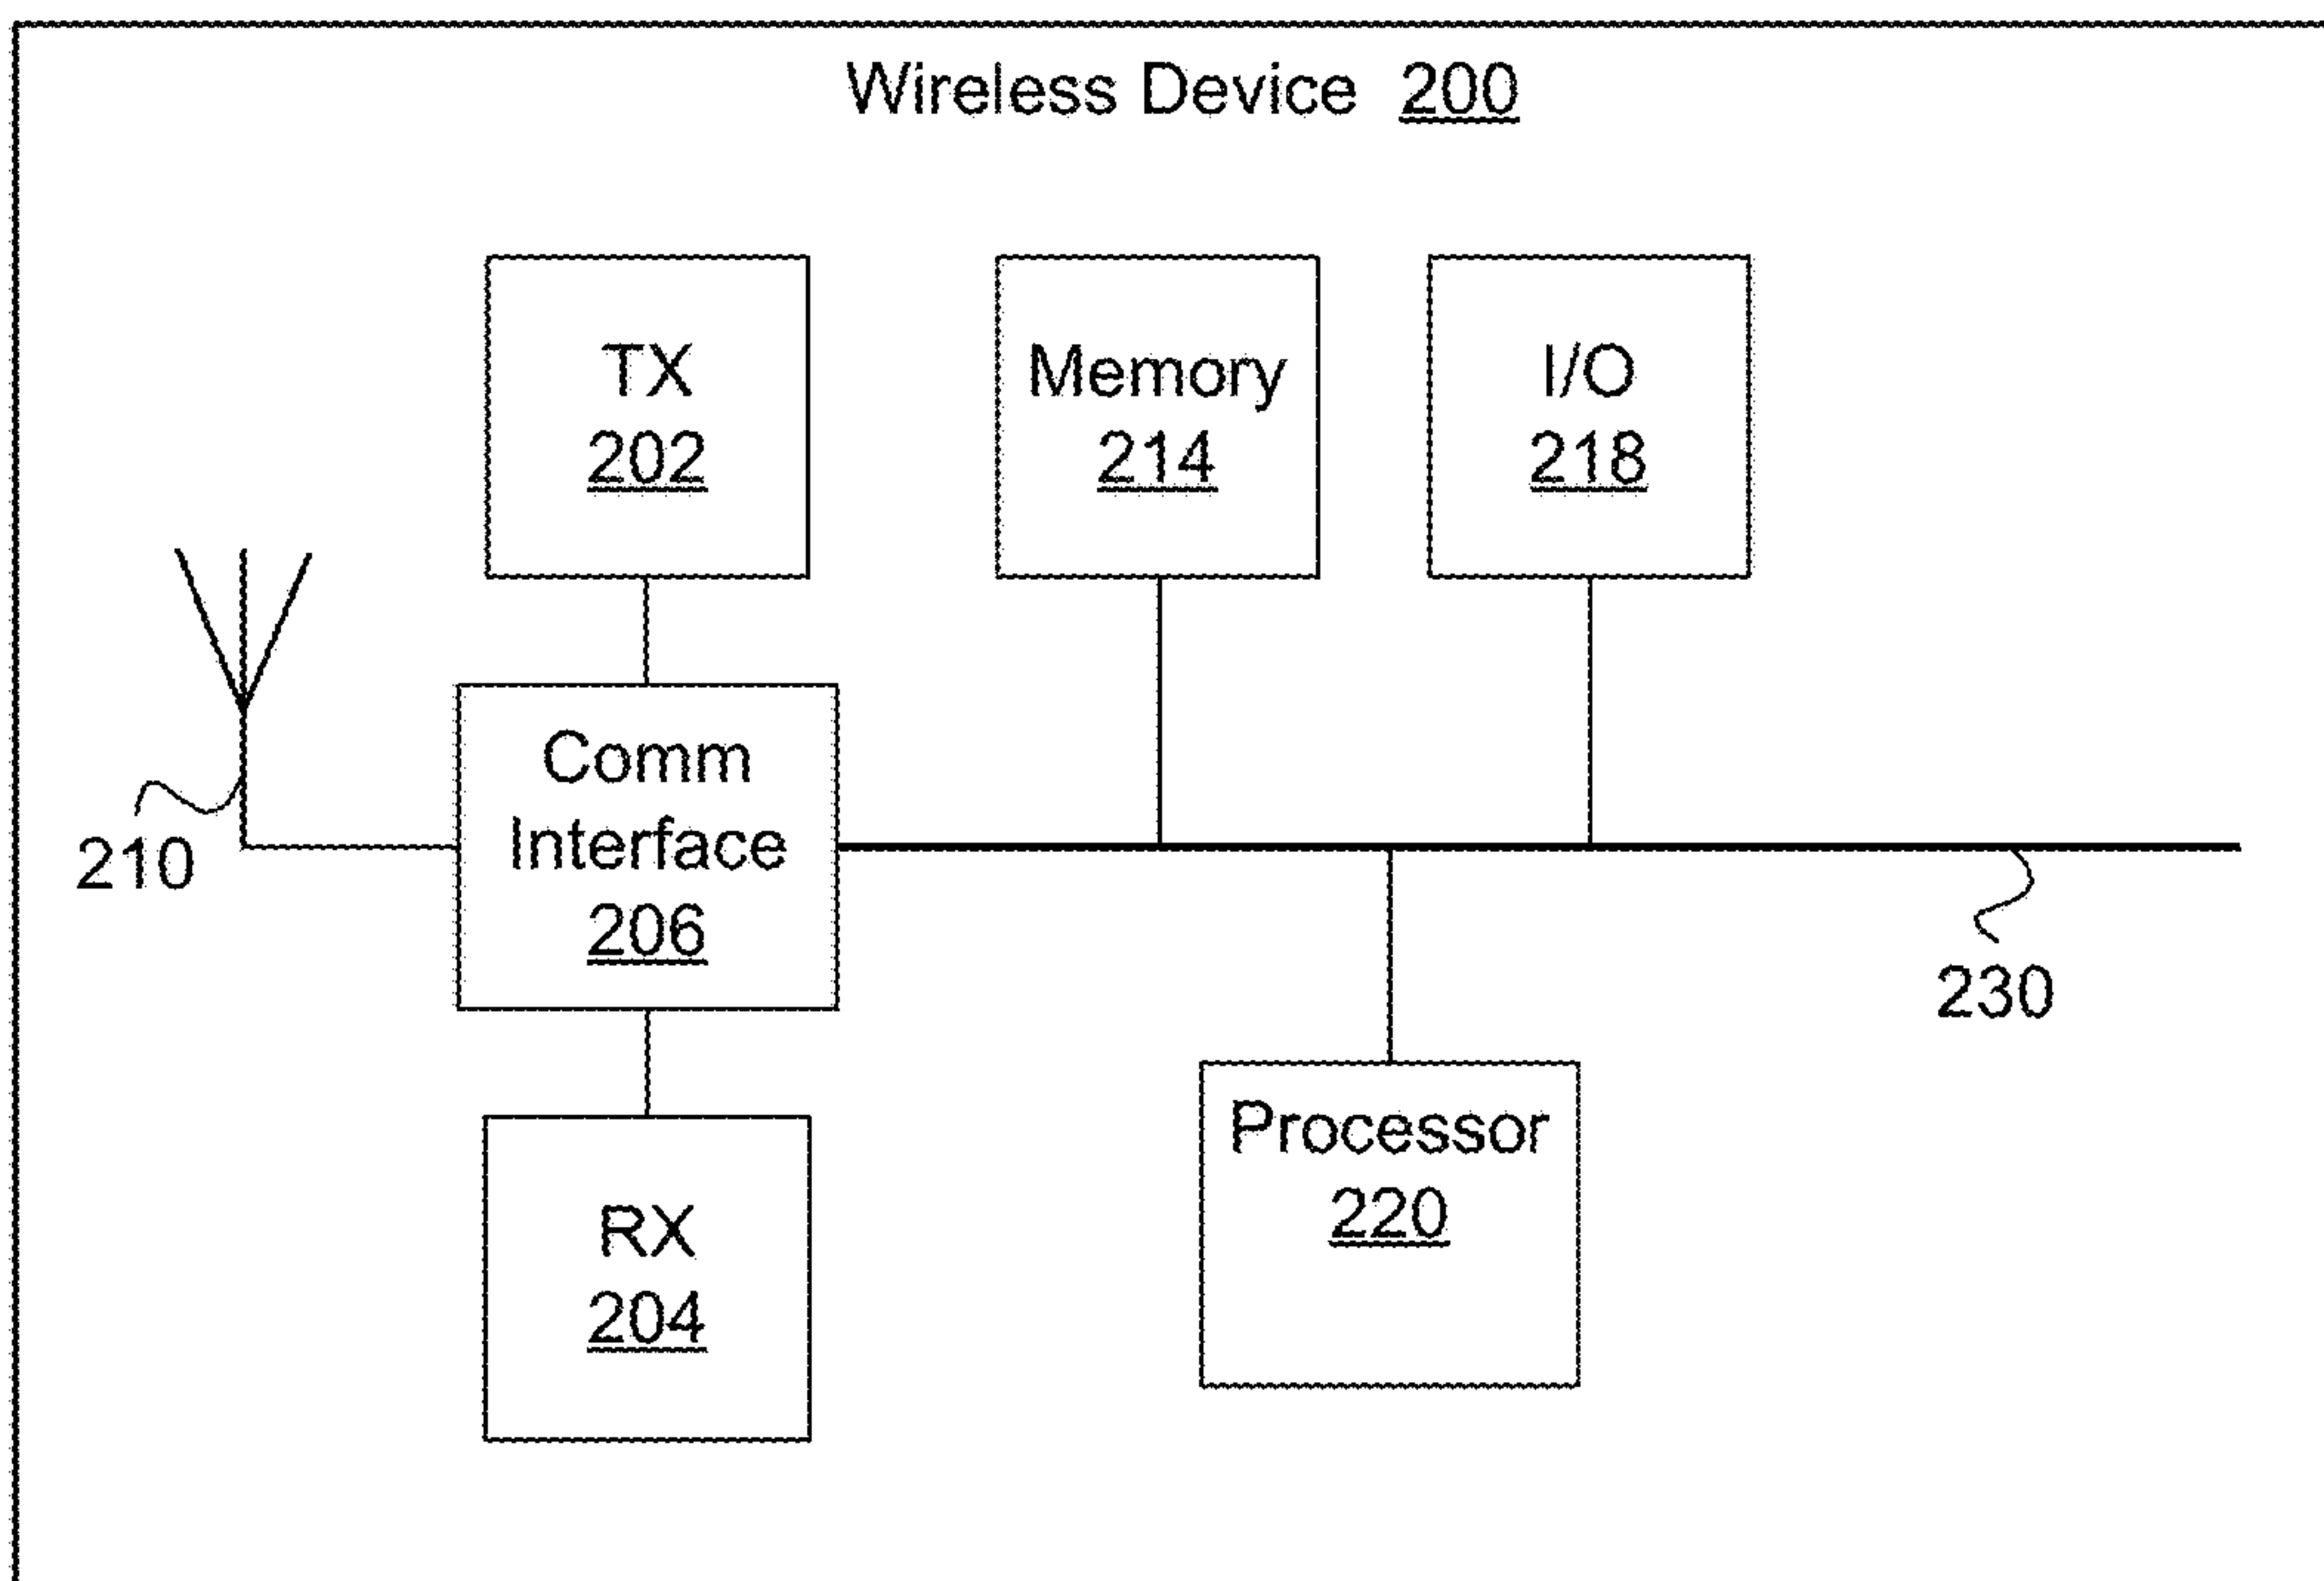 Wireless Device 200
TX
202
Memory
214
I/O
218
210
Comm
Interface
206
230
Processor
220
RX
204